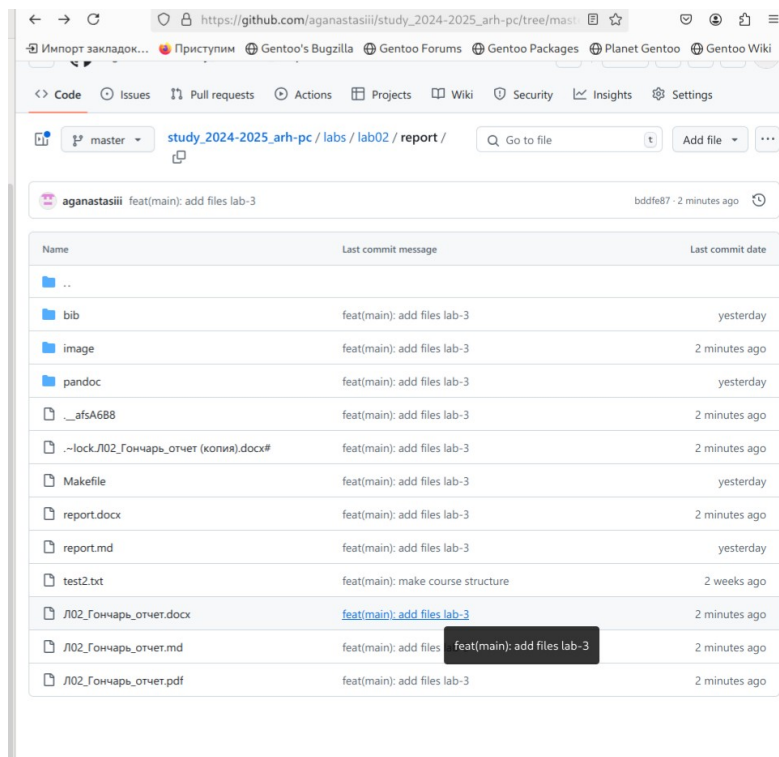 https://github.com/aganastasiii/study_2024-2025_arh-pc/tree/mast
Импорт закладок... Приступим Gentoo's Bugzilla Gentoo Forums Gentoo Packages Planet Gentoo Gentoo Wiki
Code Issues Pull requests Actions Projects Wiki Security Insights Settings
master study_2024-2025_arh-pc / labs / lab02 / report / Go to file t Add file ...
aganastasiii feat(main): add files lab-3 bddfe87 · 2 minutes ago
Name Last commit message Last commit date
..
bib feat(main): add files lab-3 yesterday
image feat(main): add files lab-3 2 minutes ago
pandoc feat(main): add files lab-3 yesterday
.__afsA6B8 feat(main): add files lab-3 2 minutes ago
.~lock.Л02_Гончарь_отчет (копия).docx# feat(main): add files lab-3 2 minutes ago
Makefile feat(main): add files lab-3 yesterday
report.docx feat(main): add files lab-3 2 minutes ago
report.md feat(main): add files lab-3 yesterday
test2.txt feat(main): make course structure 2 weeks ago
Л02_Гончарь_отчет.docx feat(main): add files lab-3 2 minutes ago
Л02_Гончарь_отчет.md feat(main): add files 2 minutes ago
feat(main): add files lab-3
Л02_Гончарь_отчет.pdf feat(main): add files lab-3 2 minutes ago